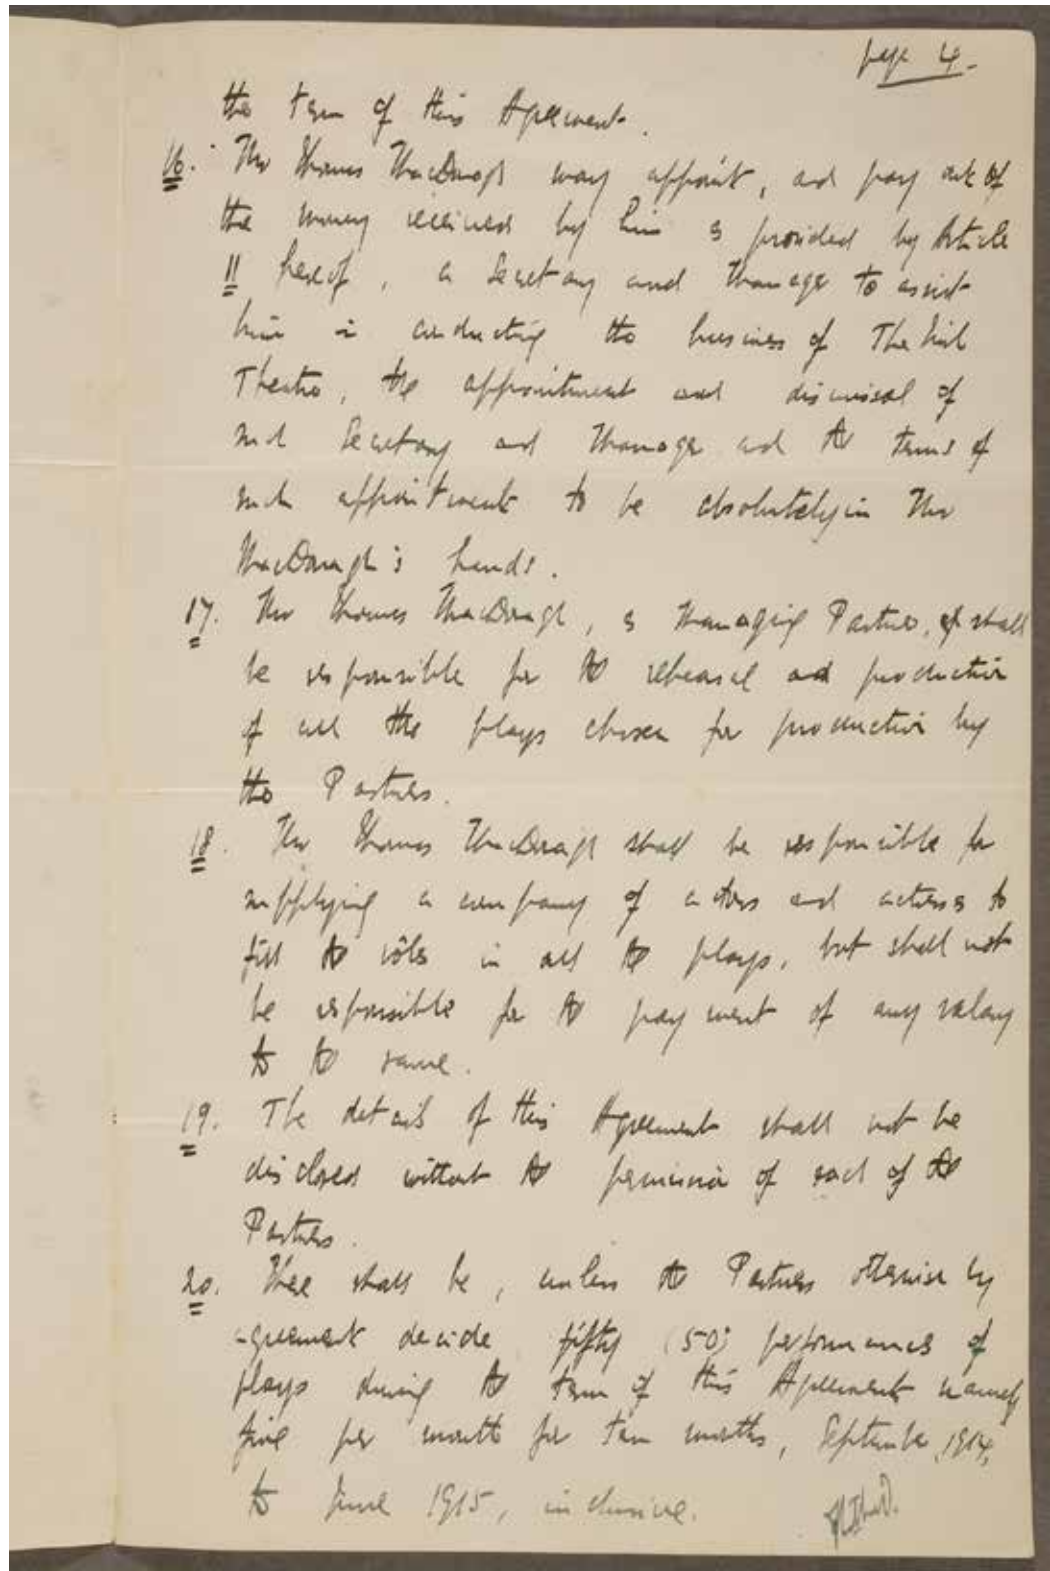 page 4.
the term of this Agreement.
16. Mr Thomas MacDonagh may appoint, and pay out of
the money received by him as provided by Article
11 hereof, a Secretary and Manager to assist
him in conducting the business of The Irish
Theatre, the appointment and dismissal of
such Secretary and Manager and the terms of
such appointments to be absolutely in Mr
MacDonagh's hands.
17. Mr Thomas MacDonagh, as Managing Partner, shall
be responsible for the rehearsal and production
of all the plays chosen for production by
the Partners.
18. Mr Thomas MacDonagh shall be responsible for
supplying a company of actors and actresses to
fill the rôles in all the plays, but shall not
be responsible for the payment of any salary
to the same.
19. The details of this Agreement shall not be
disclosed without the permission of each of the
Partners.
20. There shall be, unless the Partners otherwise by
agreement decide fifty (50) performances of
plays during the term of this Agreement namely
five per month for ten months, September, 1914,
to June 1915, inclusive.